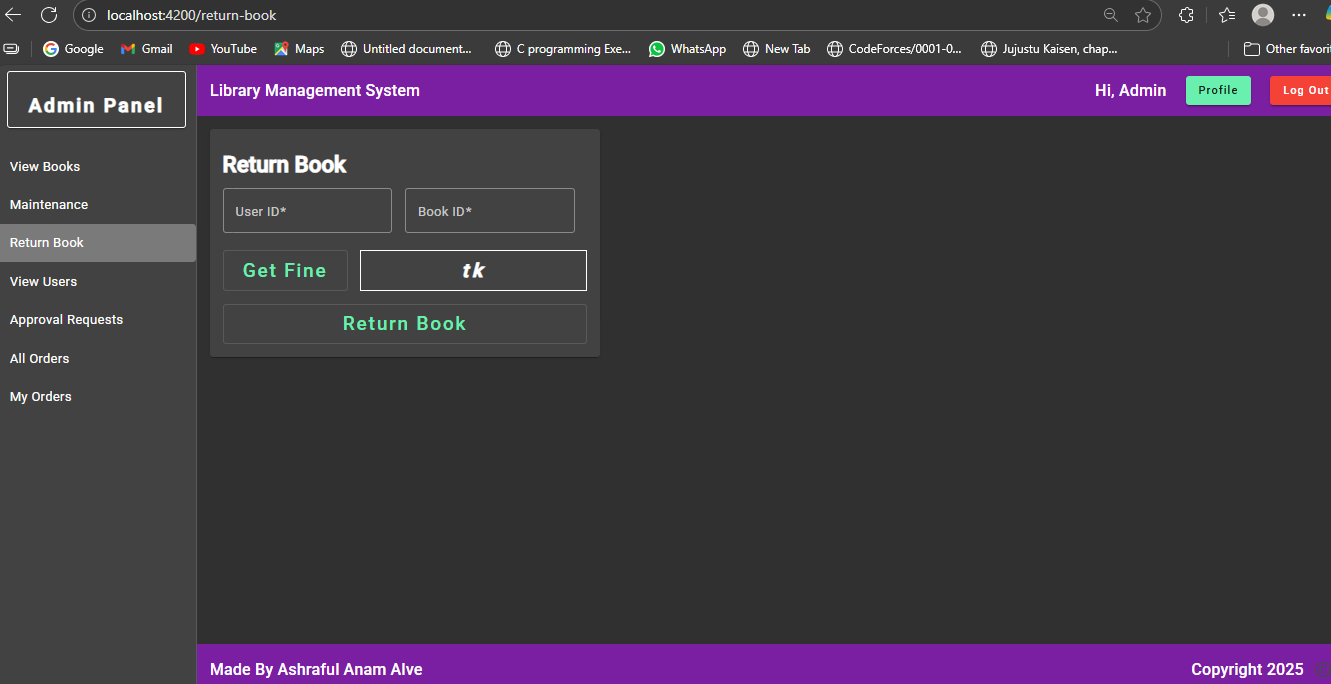 localhost:4200/return-book
Google Gmail YouTube Maps Untitled document... C programming Exe... WhatsApp New Tab CodeForces/0001-0... Jujustu Kaisen, chap... Other favorit
Admin Panel
Library Management System Hi, Admin Profile Log Out
View Books
Maintenance
Return Book
View Users
Approval Requests
All Orders
My Orders
Return Book
User ID* Book ID*
Get Fine tk
Return Book
Made By Ashraful Anam Alve Copyright 2025